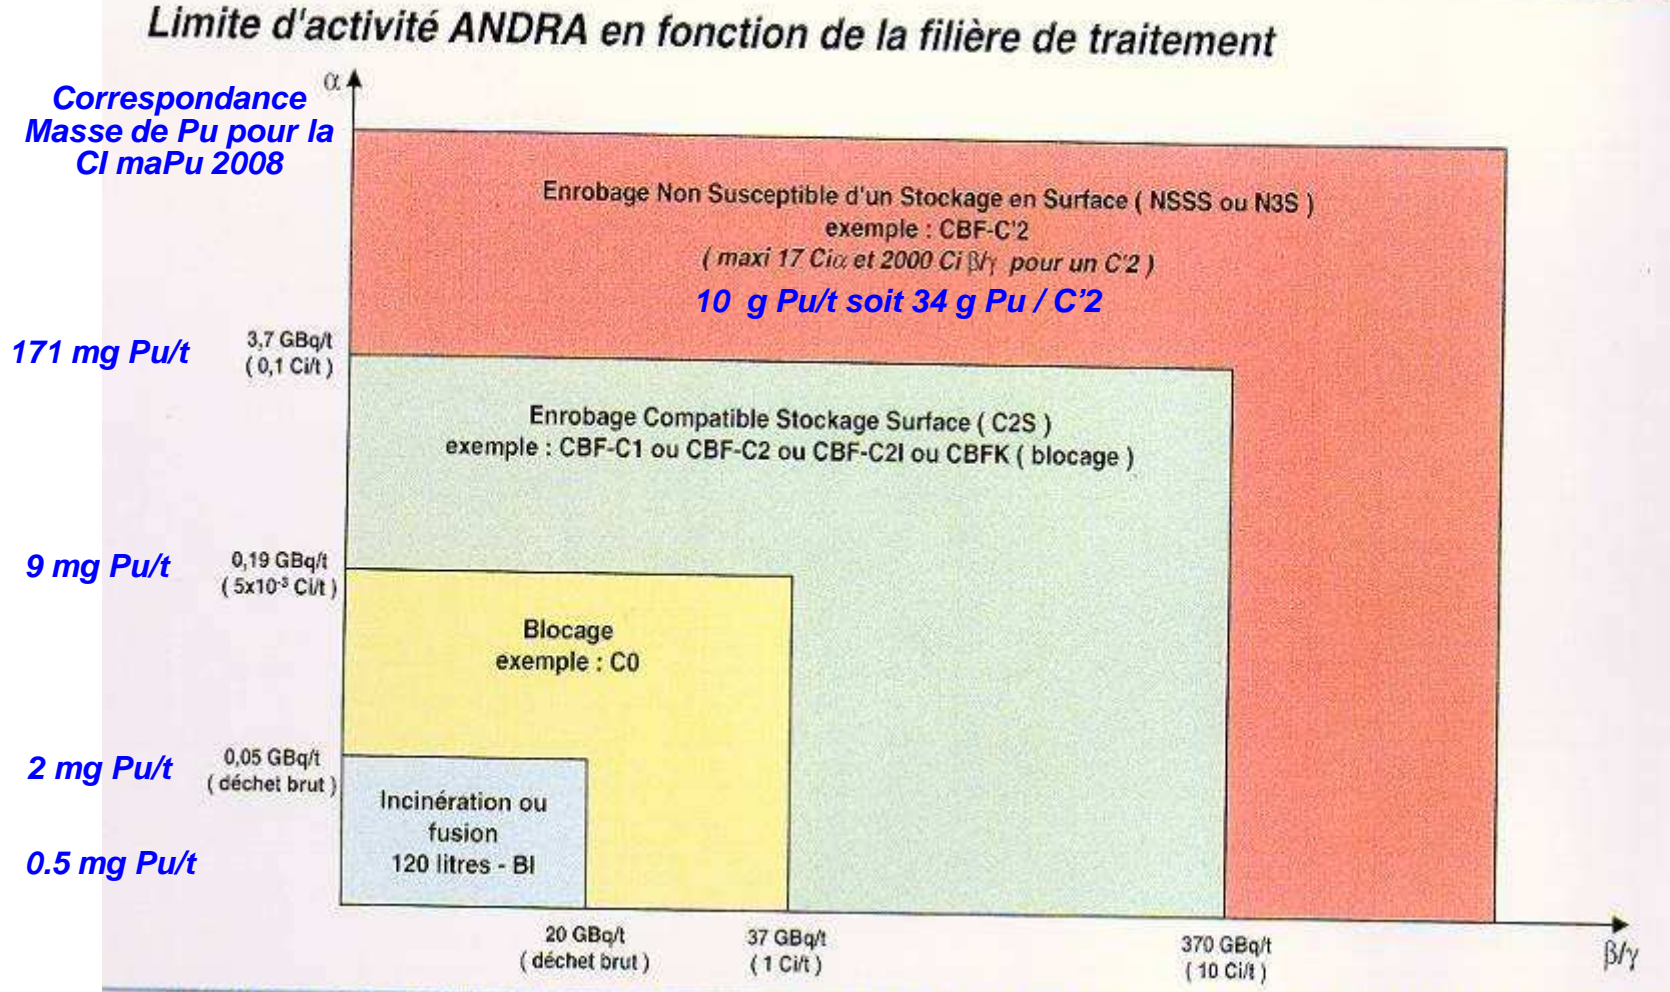 Limite d'activité ANDRA en fonction de la filière de traitement
α
Correspondance
Masse de Pu pour la
CI maPu 2008
Enrobage Non Susceptible d'un Stockage en Surface ( NSSS ou N3S )
exemple : CBF-C'2
( maxi 17 Ciα et 2000 Ci β/γ pour un C'2 )
10 g Pu/t soit 34 g Pu / C'2
171 mg Pu/t
3,7 GBq/t
( 0,1 Ci/t )
Enrobage Compatible Stockage Surface ( C2S )
exemple : CBF-C1 ou CBF-C2 ou CBF-C2I ou CBFK ( blocage )
9 mg Pu/t
0,19 GBq/t
( 5x10⁻³ Ci/t )
Blocage
exemple : C0
2 mg Pu/t
0,05 GBq/t
( déchet brut )
Incinération ou
fusion
120 litres - BI
0.5 mg Pu/t
20 GBq/t
( déchet brut )
37 GBq/t
( 1 Ci/t )
370 GBq/t
( 10 Ci/t )
β/γ